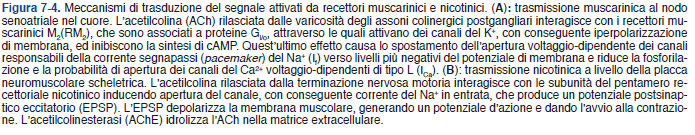 Figura 7-4. Meccanismi di trasduzione del segnale attivati da recettori muscarinici e nicotinici. (A): trasmissione muscarinica al nodo
senoatriale nel cuore. L'acetilcolina (ACh) rilasciata dalle varicosità degli assoni colinergici postgangliari interagisce con i recettori mu-
scarinici M₂(RM₂), che sono associati a proteine Gᵢ/ₒ, attraverso le quali attivano dei canali del K⁺, con conseguente iperpolarizzazione
di membrana, ed inibiscono la sintesi di cAMP. Quest'ultimo effetto causa lo spostamento dell'apertura voltaggio-dipendente dei canali
responsabili della corrente segnapassi (pacemaker) del Na⁺ (If) verso livelli più negativi del potenziale di membrana e riduce la fosforila-
zione e la probabilità di apertura dei canali del Ca²⁺ voltaggio-dipendenti di tipo L (ICa). (B): trasmissione nicotinica a livello della placca
neuromuscolare scheletrica. L'acetilcolina rilasciata dalla terminazione nervosa motoria interagisce con le subunità del pentamero re-
cettoriale nicotinico inducendo apertura del canale, con conseguente corrente del Na⁺ in entrata, che produce un potenziale postsinap-
tico eccitatorio (EPSP). L'EPSP depolarizza la membrana muscolare, generando un potenziale d'azione e dando l'avvio alla contrazio-
ne. L'acetilcolinesterasi (AChE) idrolizza l'ACh nella matrice extracellulare.